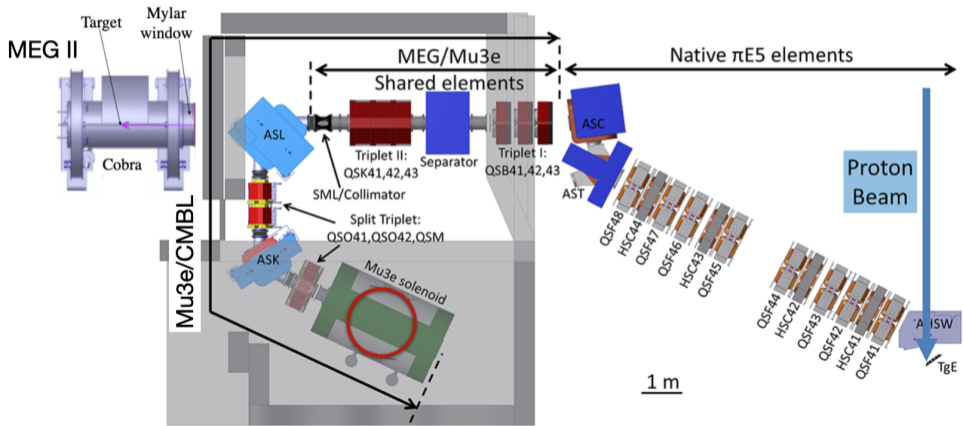 MEG II
Target
Mylar
window
Cobra
MEG/Mu3e
Shared elements
Native πE5 elements
ASL
Triplet II:
QSK41,42,43
Separator
Triplet I:
QSB41,42,43
SML/Collimator
ASC
AST
Proton
Beam
Split Triplet:
QSO41,QSO42,QSM
ASK
Mu3e solenoid
Mu3e/CMBL
QSF48
HSC44
QSF47
QSF46
HSC43
QSF45
QSF44
HSC42
QSF43
QSF42
HSC41
QSF41
AHSW
TgE
1 m